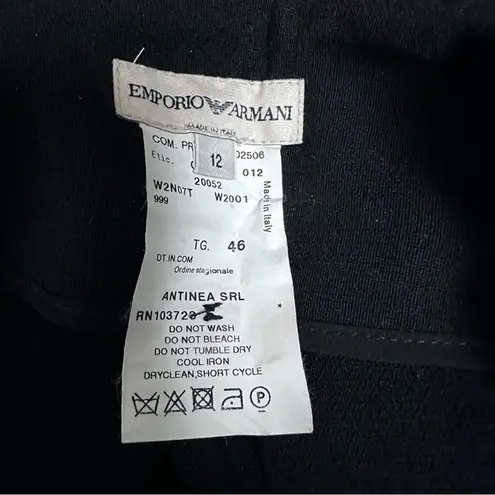 EMPORIO ARMANI
MADE IN ITALY
12
COM. PR 02506
Etic. 012
20052
W2N07T W2001
999
Made in Italy
TG. 46
DT.IN.COM
Ordine stagionale
ANTINEA SRL
RN103720
DO NOT WASH
DO NOT BLEACH
DO NOT TUMBLE DRY
COOL IRON
DRYCLEAN,SHORT CYCLE
P